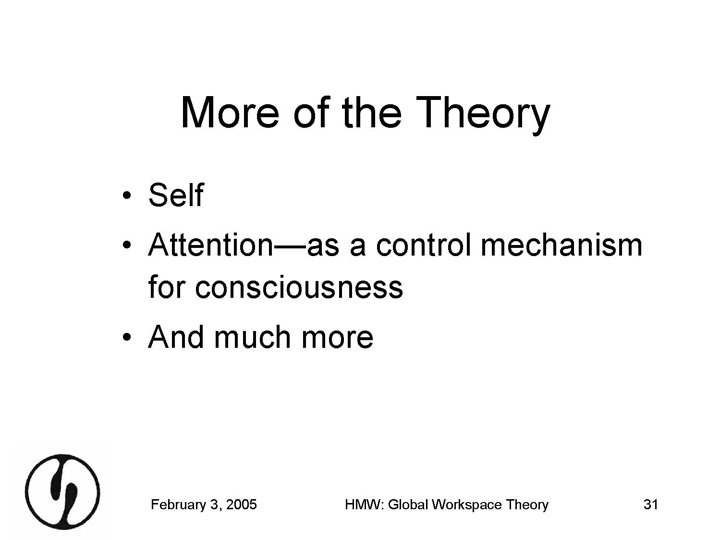 More of the Theory
• Self
• Attention—as a control mechanism
for consciousness
• And much more
February 3, 2005
HMW: Global Workspace Theory
31